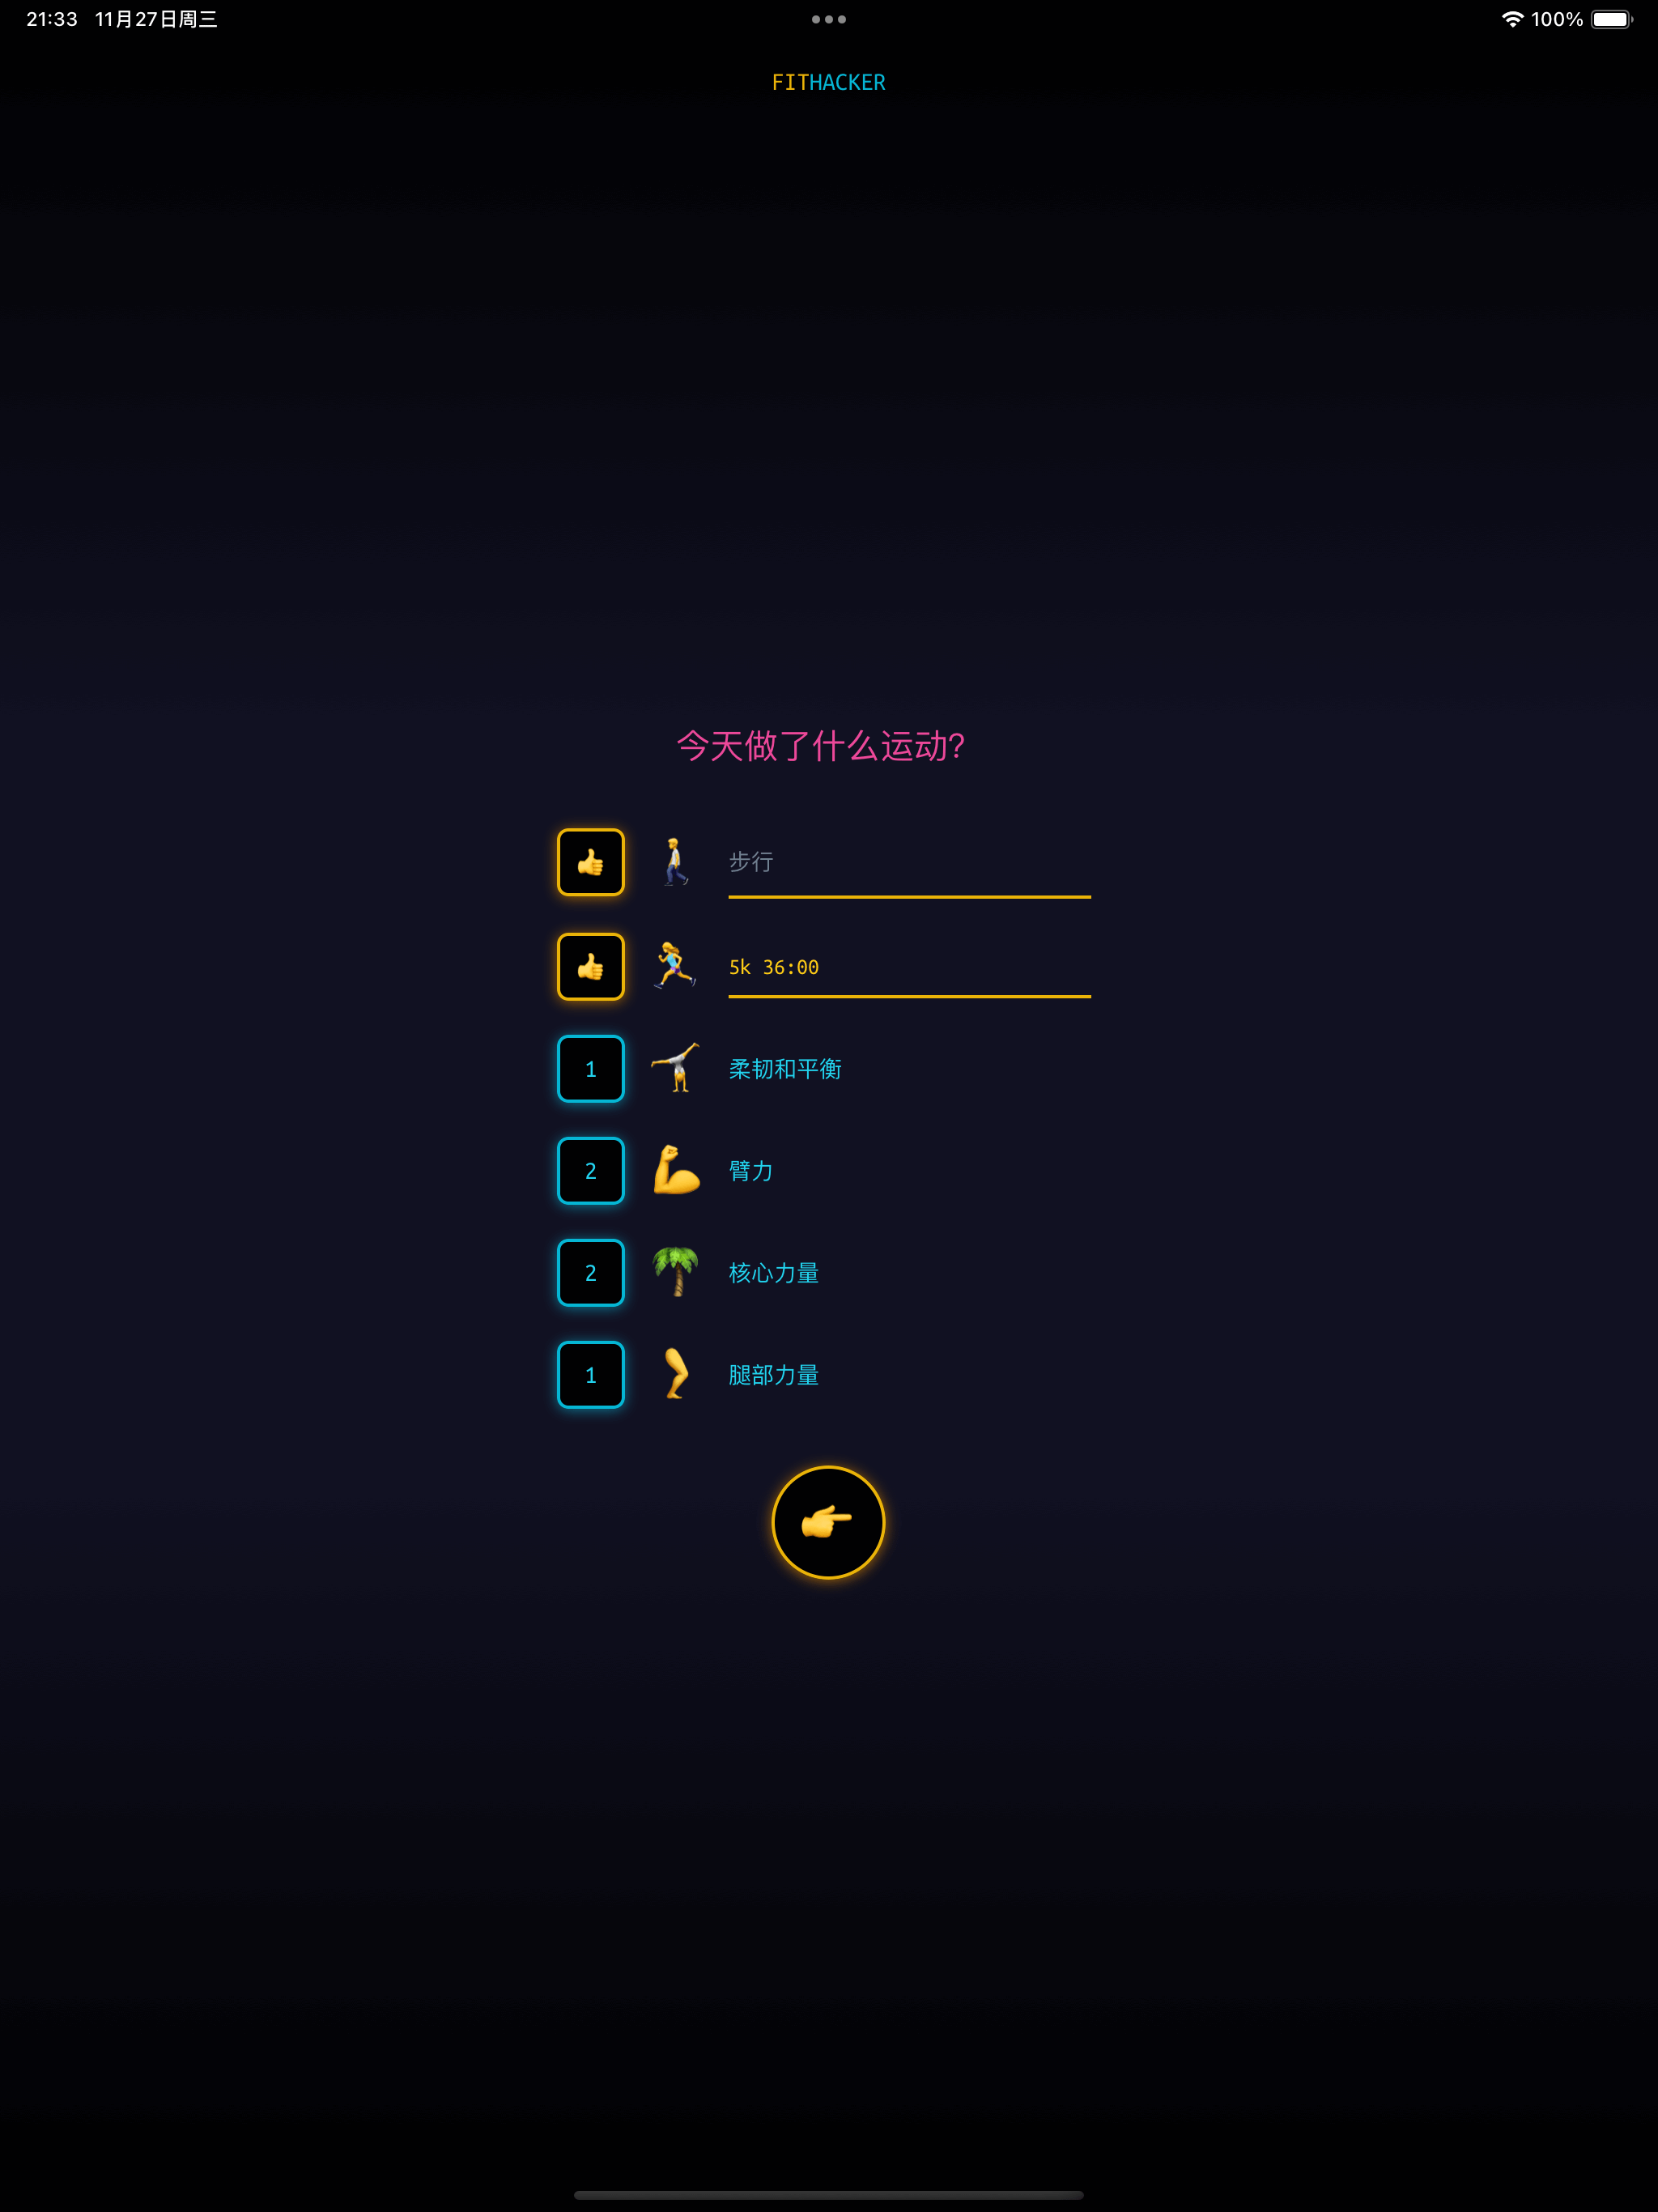 21:33 11月27日周三
100%
FITHACKER
今天做了什么运动?
步行
5k 36:00
1 柔韧和平衡
2 臂力
2 核心力量
1 腿部力量